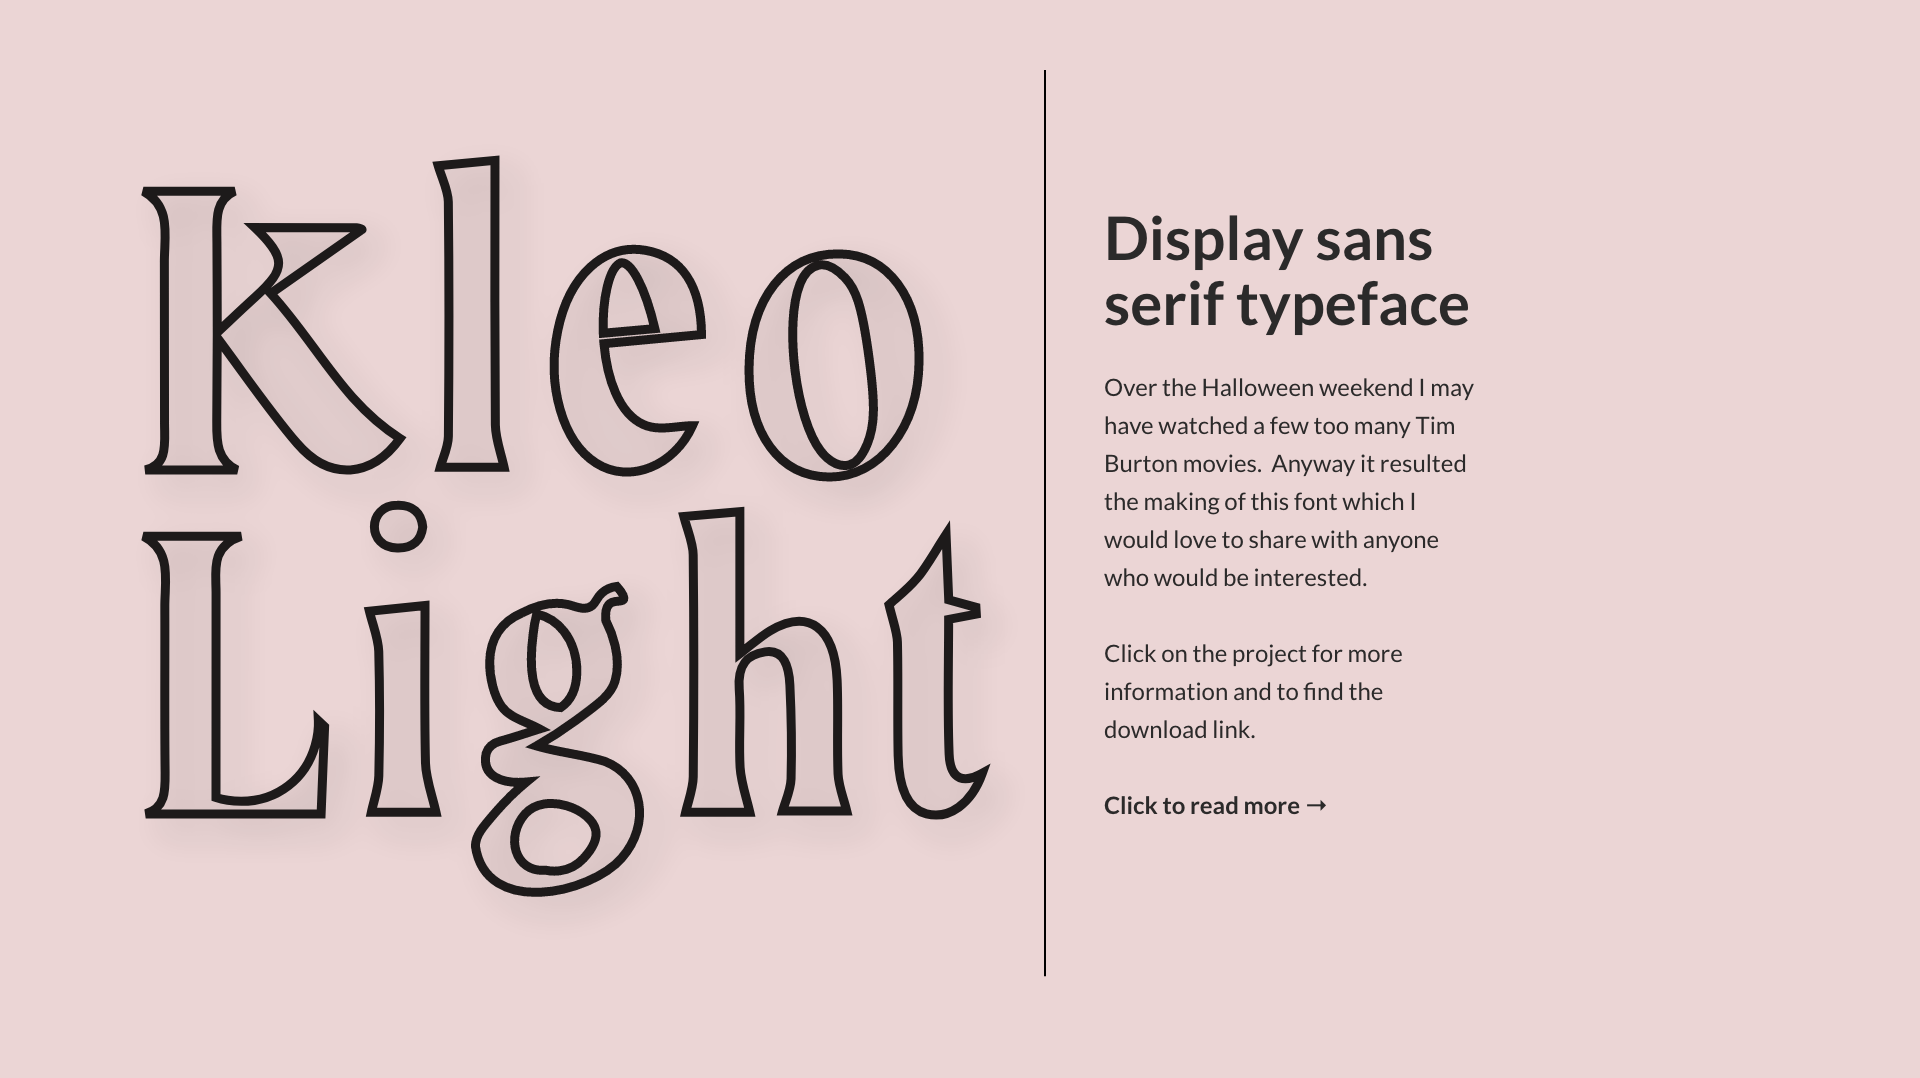 Kleo
Light
Display sans
serif typeface
Over the Halloween weekend I may
have watched a few too many Tim
Burton movies.  Anyway it resulted
the making of this font which I
would love to share with anyone
who would be interested.
Click on the project for more
information and to find the
download link.
Click to read more →